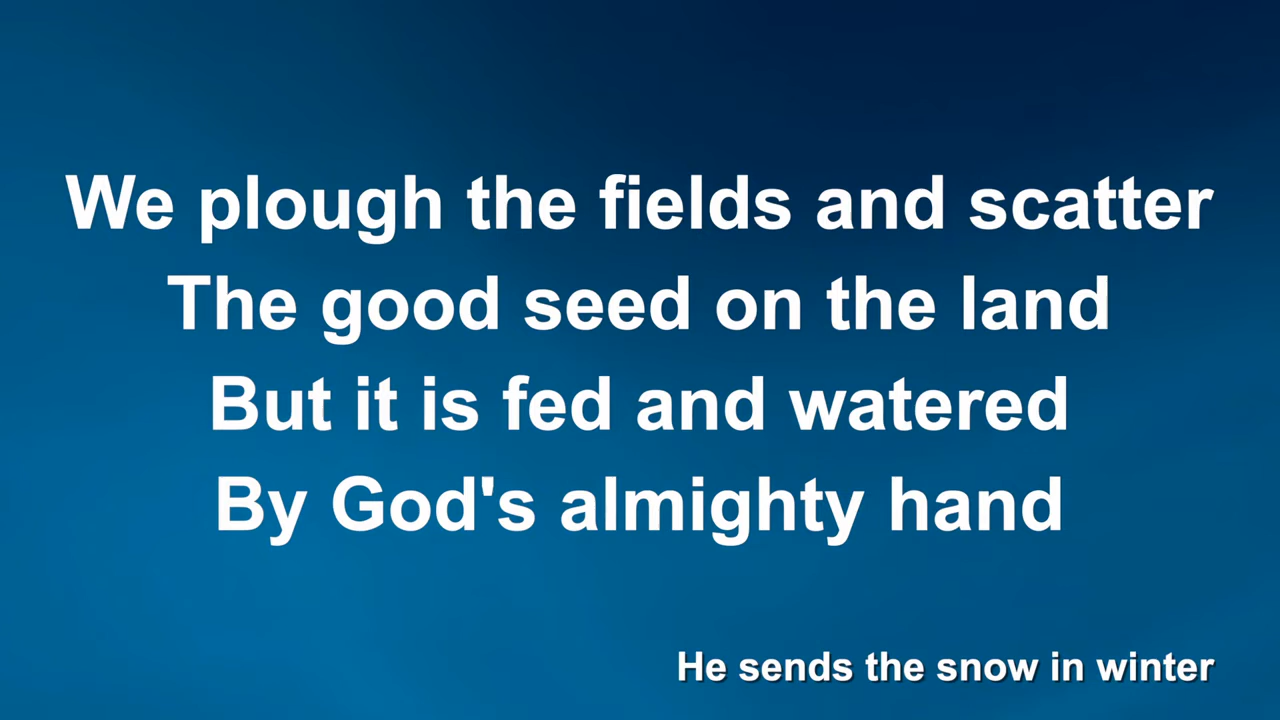 We plough the fields and scatter
The good seed on the land
But it is fed and watered
By God's almighty hand
He sends the snow in winter